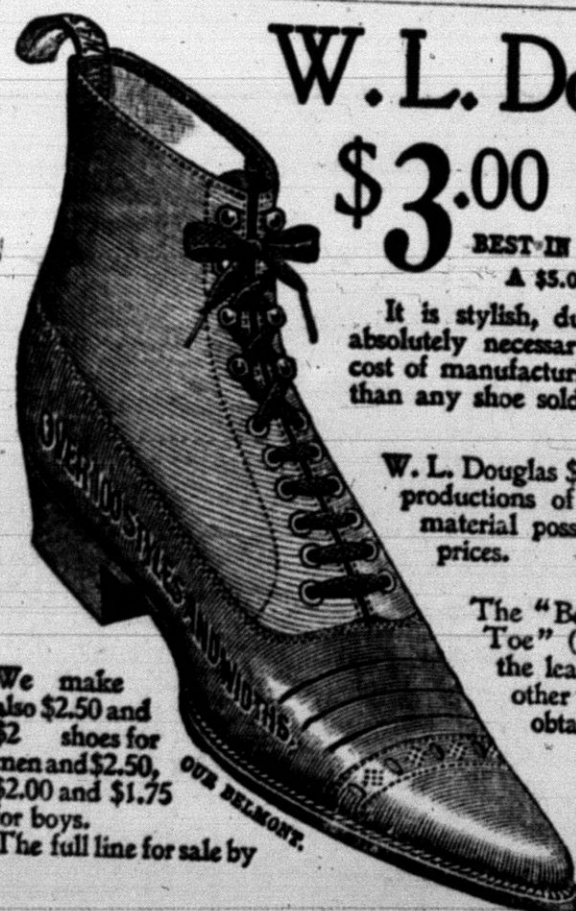 W. L. Do
$3.00
BEST IN
A $5.0
It is stylish, du
absolutely necessar
cost of manufactur
than any shoe sold
W. L. Douglas $
productions of
material poss
prices.
The "Be
Toe" (
the lea
other
obta
OVER 100 STYLES AND WIDTHS,
OUR BELMONT.
We make
also $2.50 and
$2 shoes for
men and $2.50,
$2.00 and $1.75
for boys.
The full line for sale by